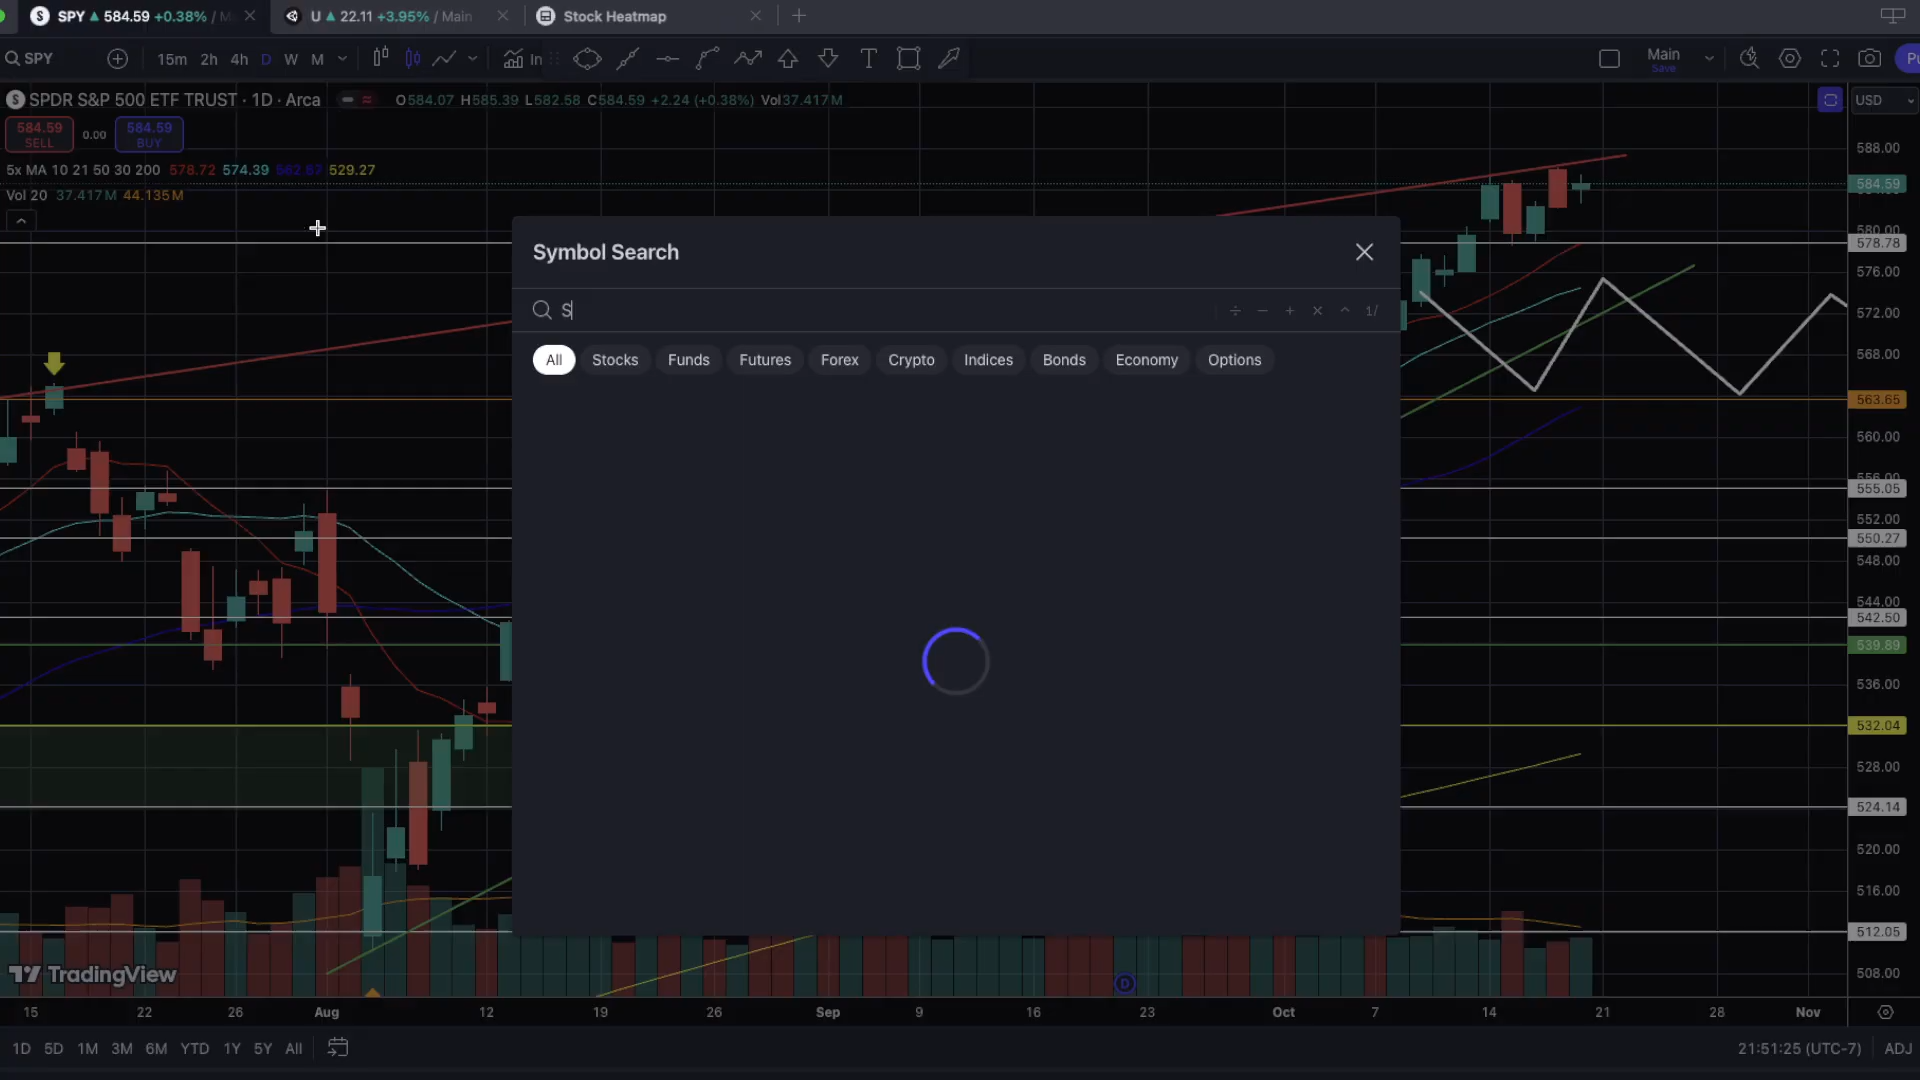 SPY ▲ 584.59 +0.38% / M
U ▲ 22.11 +3.95% / Main
Stock Heatmap
SPY
15m 2h 4h D W M
In
Main
Save
SPDR S&P 500 ETF TRUST · 1D · Arca
O584.07 H585.39 L582.58 C584.59 +2.24 (+0.38%) Vol37.417M
USD
584.59
SELL
0.00
584.59
BUY
5x MA 10 21 50 30 200 578.72 574.39 529.27
Vol 20 37.417M 44.135M
Symbol Search
S
1/
All Stocks Funds Futures Forex Crypto Indices Bonds Economy Options
588.00
584.59
580.00
578.78
576.00
572.00
568.00
563.65
560.00
556.00
555.05
552.00
550.27
548.00
544.00
542.50
539.89
536.00
532.04
528.00
524.14
520.00
516.00
512.05
508.00
TradingView
D
15 22 26 Aug 12 19 26 Sep 9 16 23 Oct 7 14 21 28 Nov
1D 5D 1M 3M 6M YTD 1Y 5Y All
21:51:25 (UTC-7) ADJ